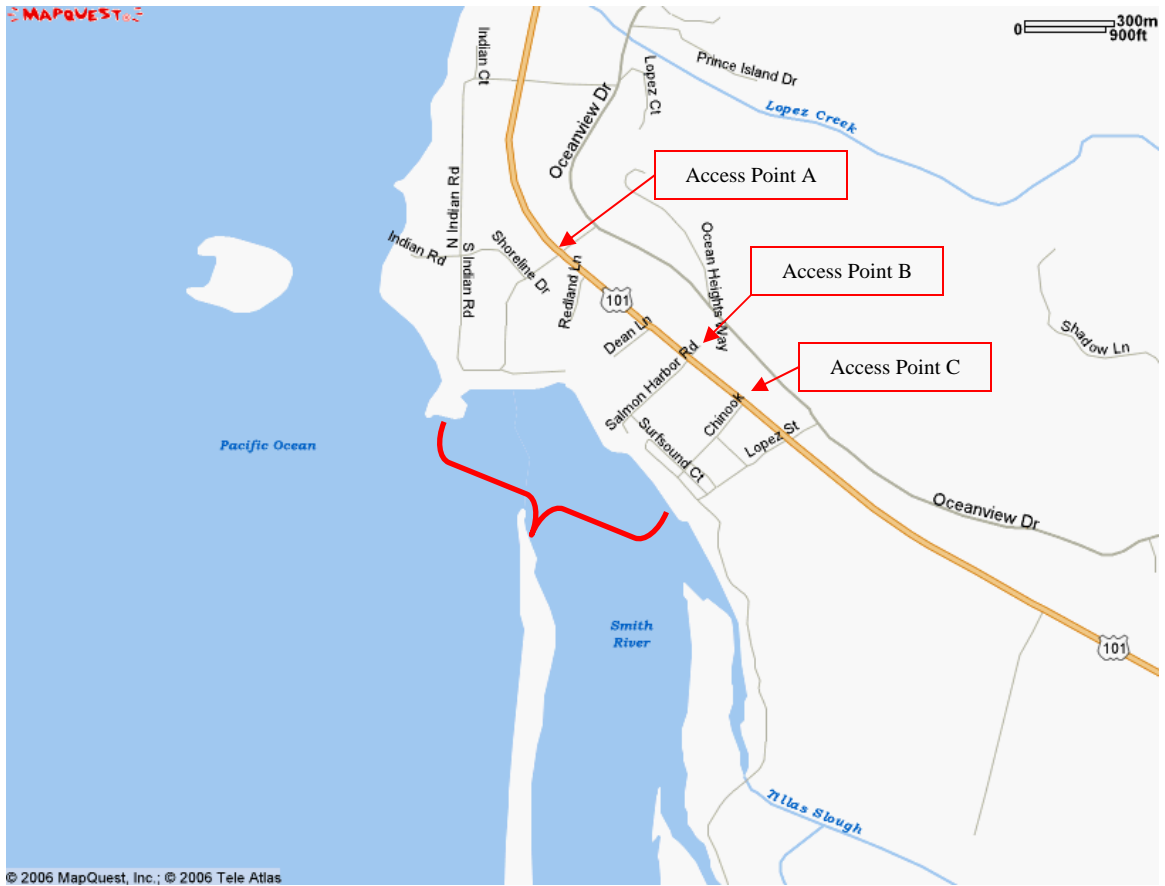 MAPQUEST
300m
0
900ft
Indian Ct
Lopez Ct
Prince Island Dr
Oceanview Dr
Lopez Creek
Access Point A
N Indian Rd
Indian Rd
S Indian Rd
Shoreline Dr
Redland Ln
Ocean Heights Way
Access Point B
101
Dean Ln
Salmon Harbor Rd
Shadow Ln
Access Point C
Chinook
Surfsound Ct
Lopez St
Pacific Ocean
Oceanview Dr
Smith
River
101
Tillas Slough
© 2006 MapQuest, Inc.; © 2006 Tele Atlas